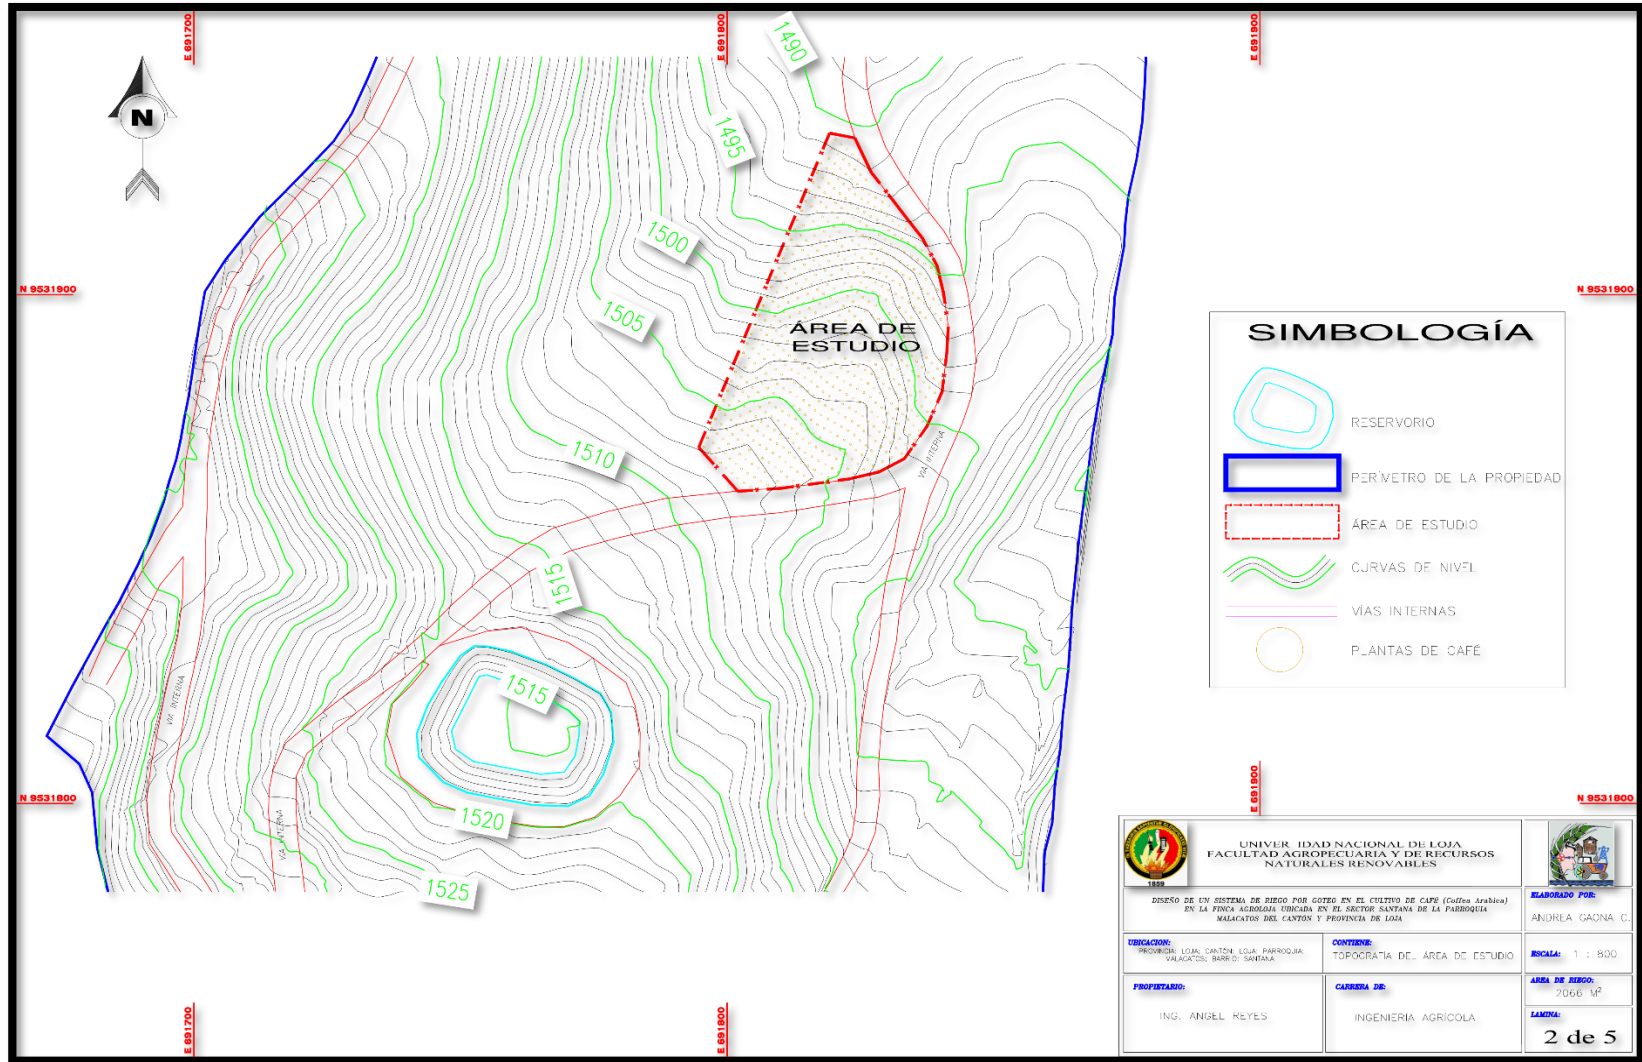 E 691700
E 691800
E 691900
1490
N
1495
1500
N 9531900
N 9531900
1505
ÁREA DE
ESTUDIO
SIMBOLOGÍA
RESERVORIO
PERÍMETRO DE LA PROPIEDAD
ÁREA DE ESTUDIO
CURVAS DE NIVEL
VÍAS INTERNAS
PLANTAS DE CAFÉ
1510
VIA INTERNA
1515
VIA INTERNA
1515
N 9531800
E 691900
N 9531800
1520
VIA INTERNA
1525
UNIVER IDAD NACIONAL DE LOJA
FACULTAD AGROPECUARIA Y DE RECURSOS
NATURALES RENOVABLES
1859
DISEÑO DE UN SISTEMA DE RIEGO POR GOTEO EN EL CULTIVO DE CAFÉ (Coffea Arabica)
EN LA FINCA AGROLOJA UBICADA EN EL SECTOR SANTANA DE LA PARROQUIA
MALACATOS DEL CANTÓN Y PROVINCIA DE LOJA
ELABORADO POR:
ANDREA GAONA C.
UBICACION:
PROVINCIA: LOJA; CANTÓN: LOJA; PARROQUIA:
MALACATOS; BARRIO: SANTANA
CONTIENE:
TOPOGRAFÍA DEL ÁREA DE ESTUDIO
ESCALA: 1 : 800
PROPIETARIO:
ING. ANGEL REYES
CARRERA DE:
INGENIERÍA AGRÍCOLA
AREA DE RIEGO:
2066 M²
LAMINA:
2 de 5
E 691700
E 691800